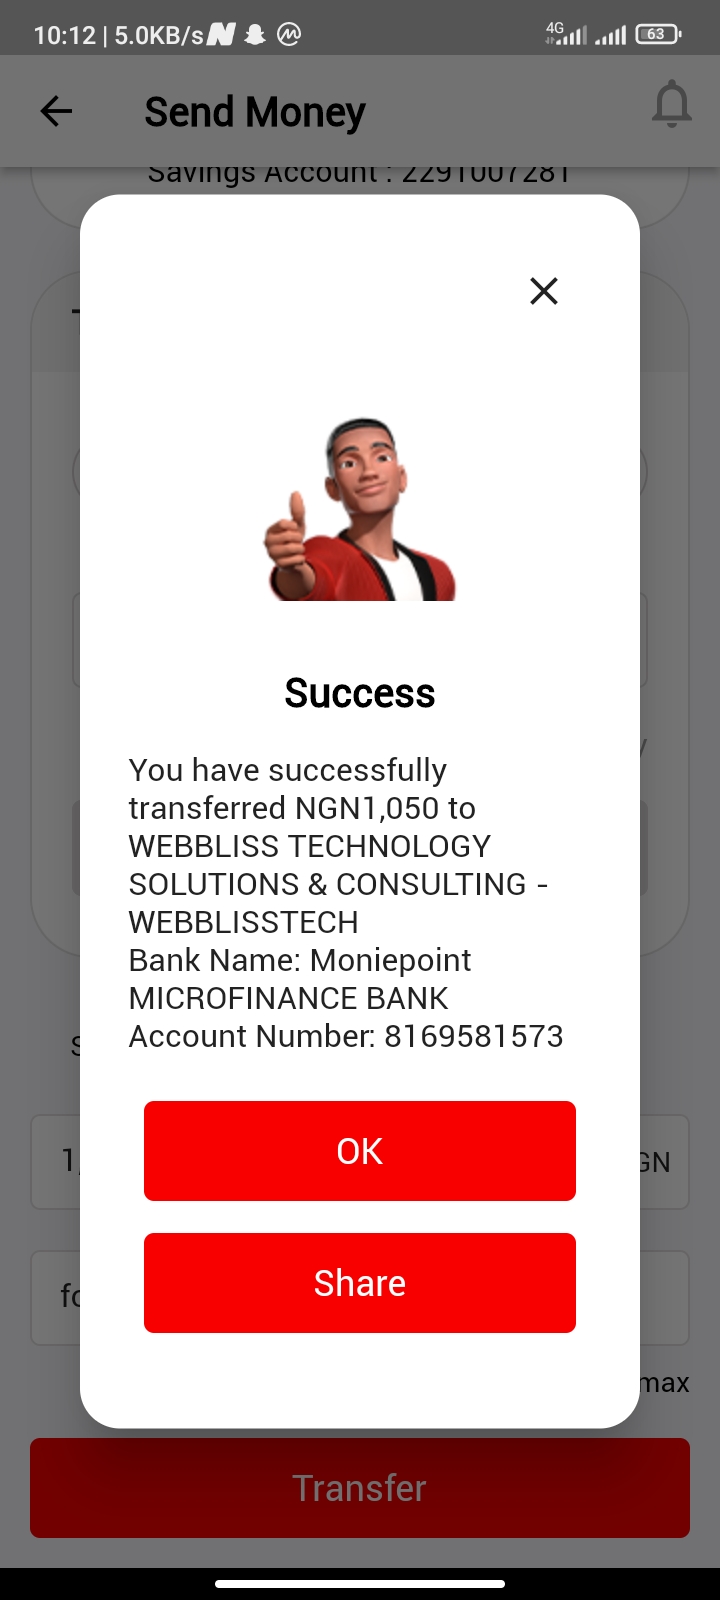 10:12 | 5.0KB/s
4G
63
Send Money
Savings Account : 2291007281
Success
You have successfully
transferred NGN1,050 to
WEBBLISS TECHNOLOGY
SOLUTIONS & CONSULTING -
WEBBLISSTECH
Bank Name: Moniepoint
MICROFINANCE BANK
Account Number: 8169581573
OK
Share
max
Transfer